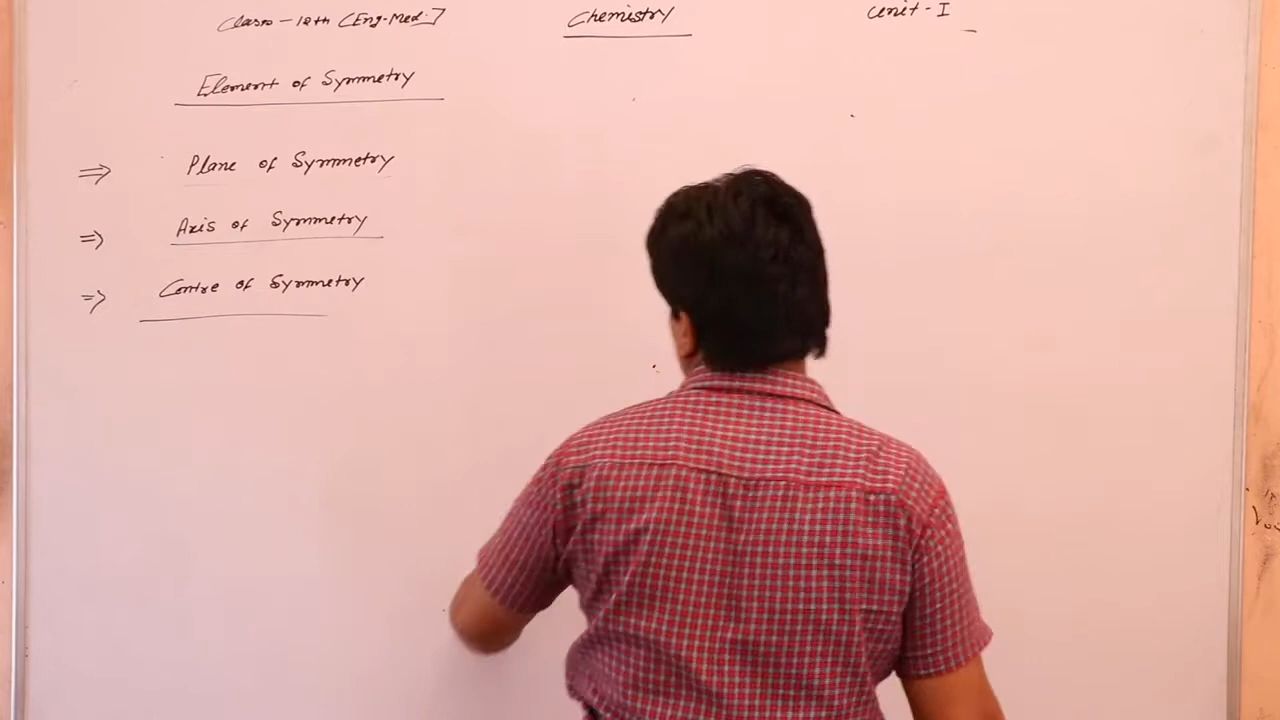 Class - 12th [Eng-Med.]
Chemistry
Unit - I
Element of Symmetry
⇒ Plane of Symmetry
⇒ Axis of Symmetry
⇒ Centre of Symmetry